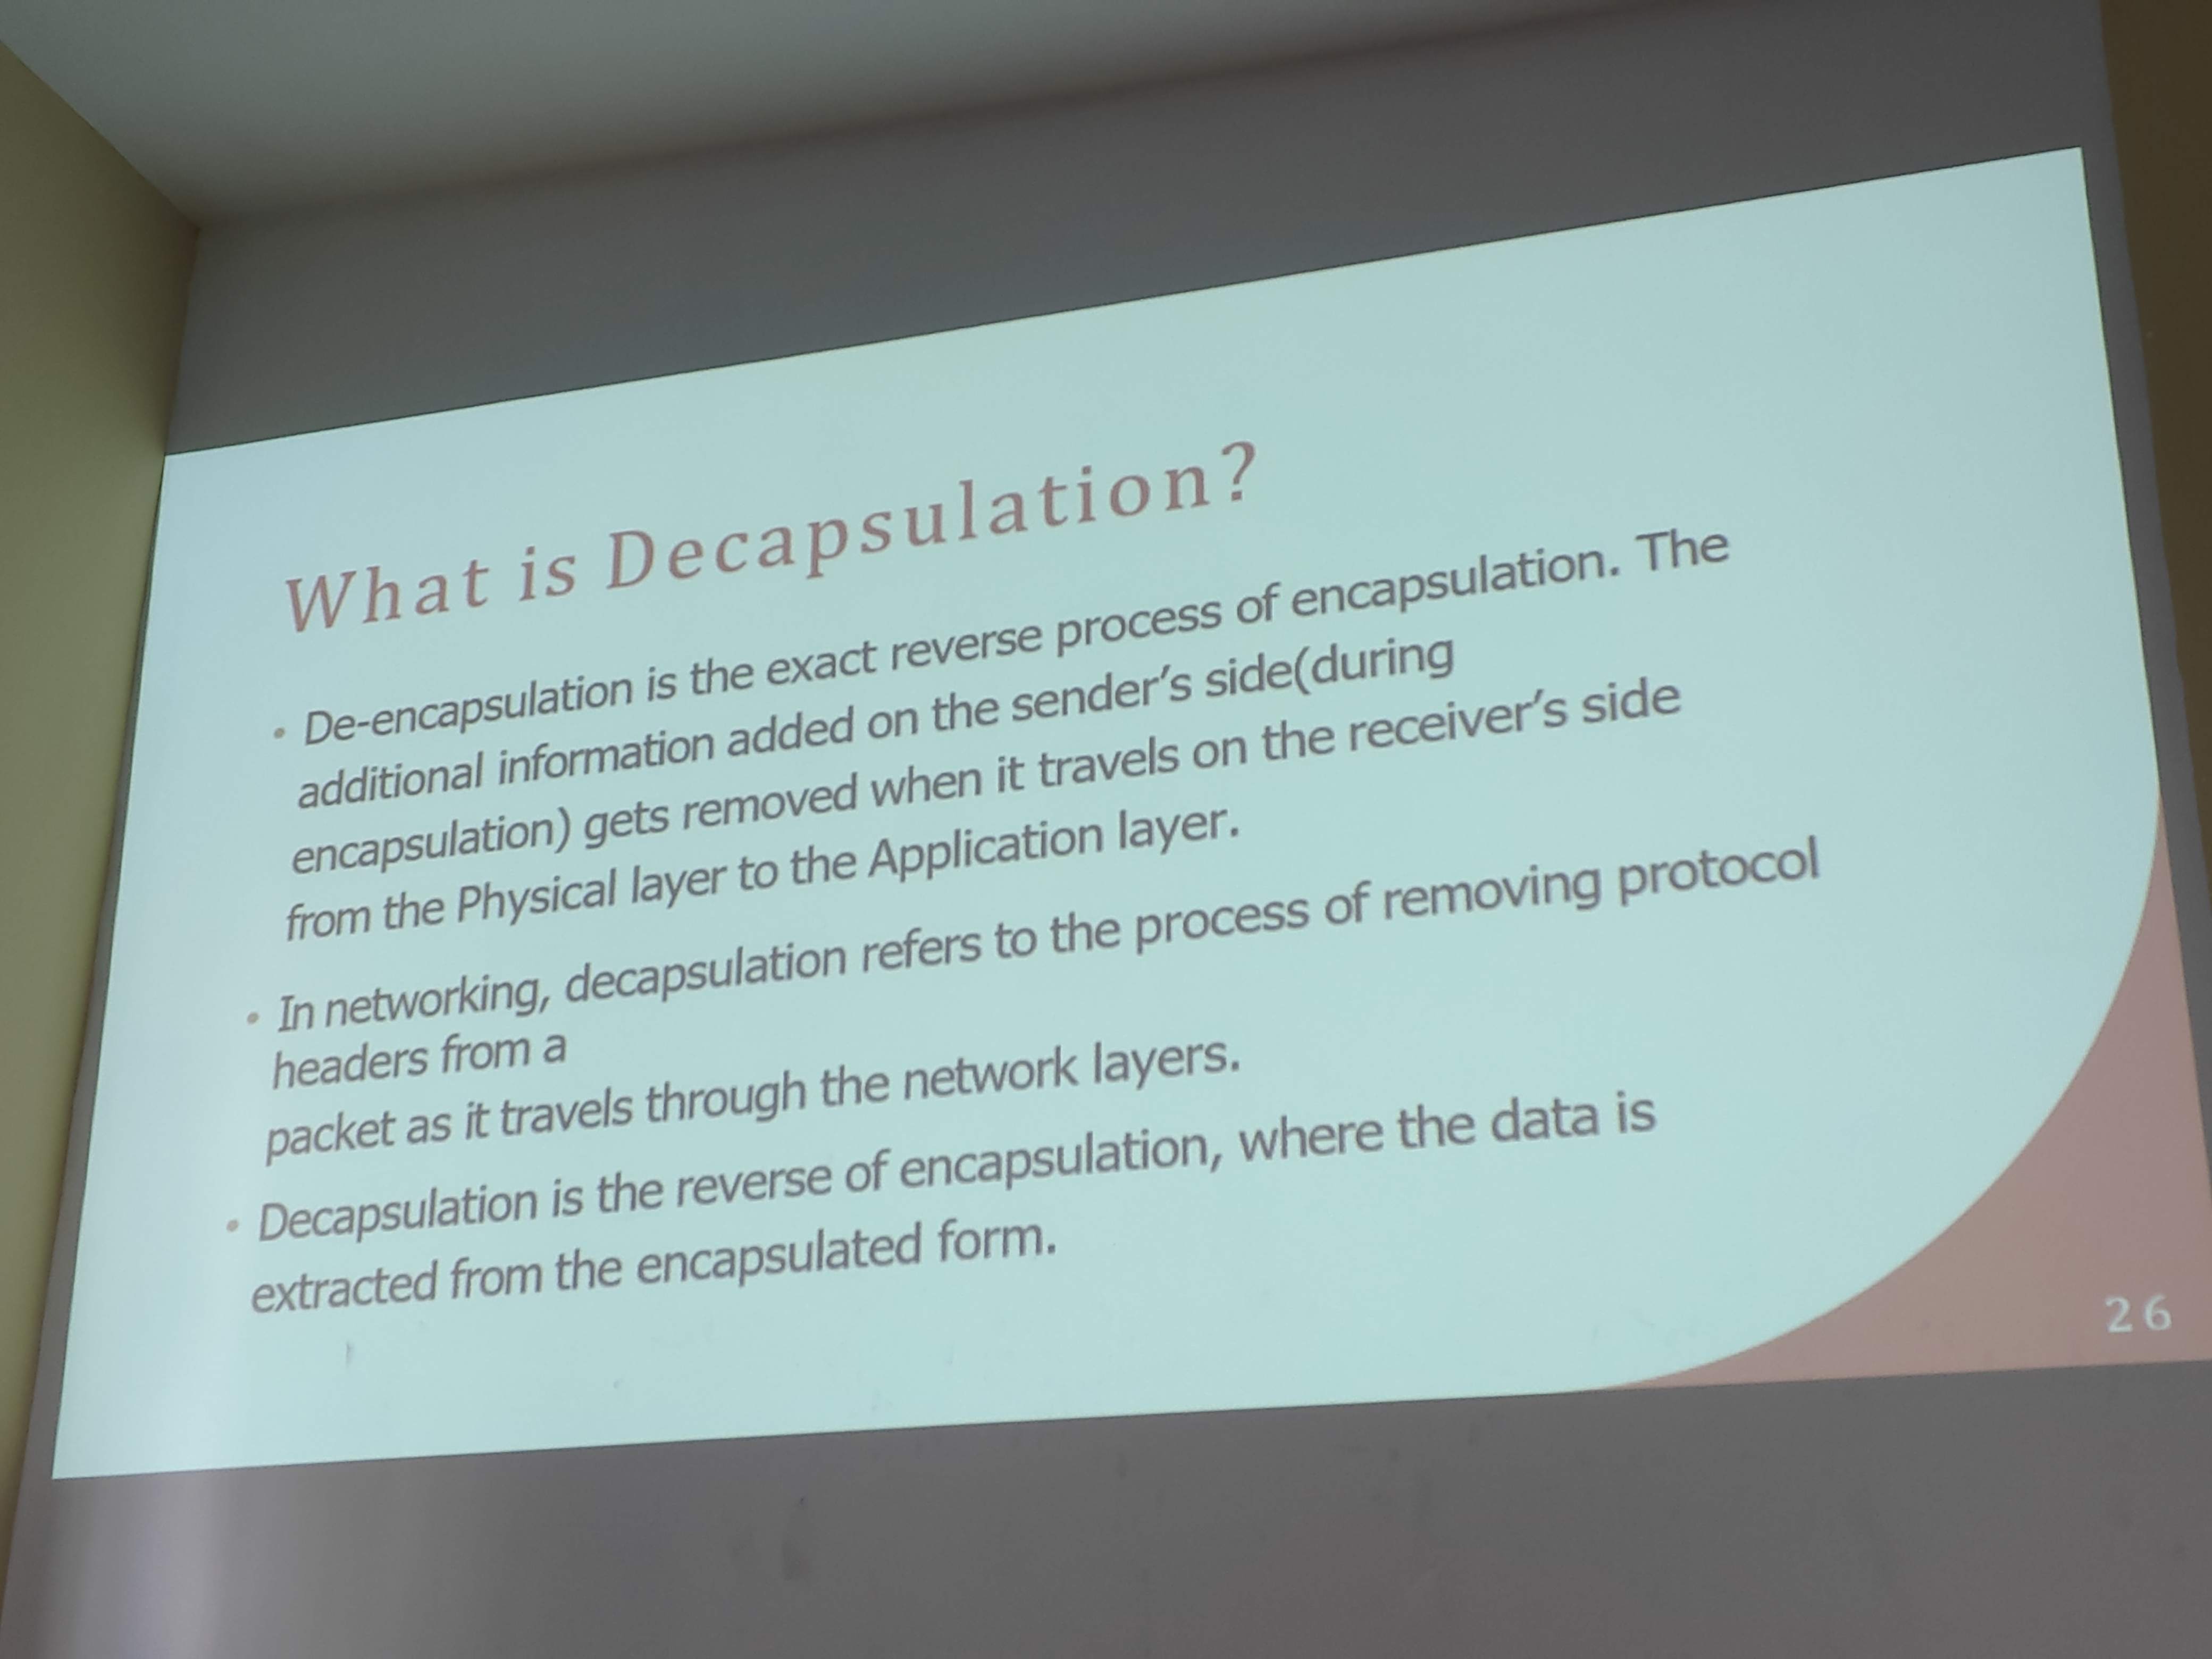 What is Decapsulation?
• De-encapsulation is the exact reverse process of encapsulation. The
additional information added on the sender's side(during
encapsulation) gets removed when it travels on the receiver's side
from the Physical layer to the Application layer.
• In networking, decapsulation refers to the process of removing protocol
headers from a
packet as it travels through the network layers.
• Decapsulation is the reverse of encapsulation, where the data is
extracted from the encapsulated form.
26